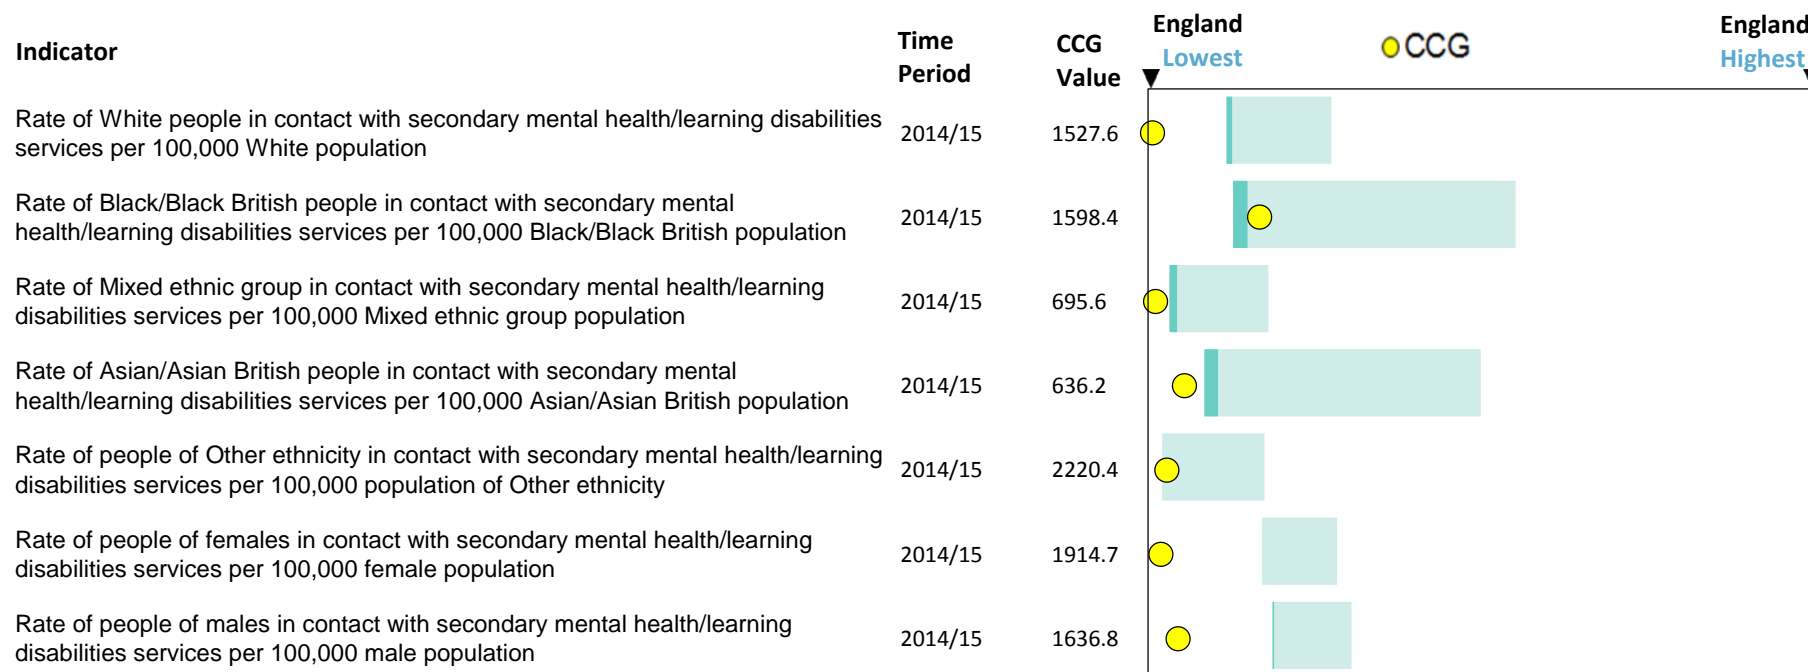 Indicator
Time Period
CCG Value
England Lowest
CCG
England Highest
Rate of White people in contact with secondary mental health/learning disabilities
services per 100,000 White population
2014/15
1527.6
Rate of Black/Black British people in contact with secondary mental
health/learning disabilities services per 100,000 Black/Black British population
2014/15
1598.4
Rate of Mixed ethnic group in contact with secondary mental health/learning
disabilities services per 100,000 Mixed ethnic group population
2014/15
695.6
Rate of Asian/Asian British people in contact with secondary mental
health/learning disabilities services per 100,000 Asian/Asian British population
2014/15
636.2
Rate of people of Other ethnicity in contact with secondary mental health/learning
disabilities services per 100,000 population of Other ethnicity
2014/15
2220.4
Rate of people of females in contact with secondary mental health/learning
disabilities services per 100,000 female population
2014/15
1914.7
Rate of people of males in contact with secondary mental health/learning
disabilities services per 100,000 male population
2014/15
1636.8